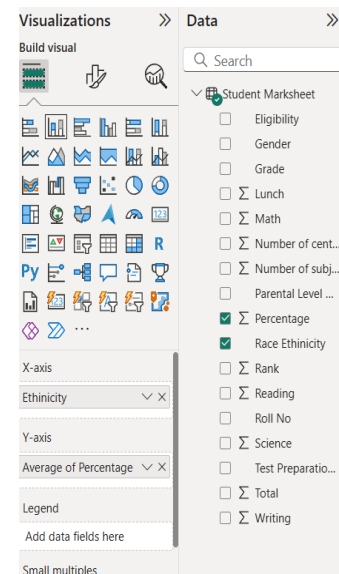 Visualizations
Build visual
123
R
Py
123
X-axis
Ethinicity
Y-axis
Average of Percentage
Legend
Add data fields here
Small multiples
Data
Search
Student Marksheet
Eligibility
Gender
Grade
Σ Lunch
Σ Math
Σ Number of cent...
Σ Number of subj...
Parental Level ...
Σ Percentage
Race Ethinicity
Σ Rank
Σ Reading
Roll No
Σ Science
Test Preparatio...
Σ Total
Σ Writing